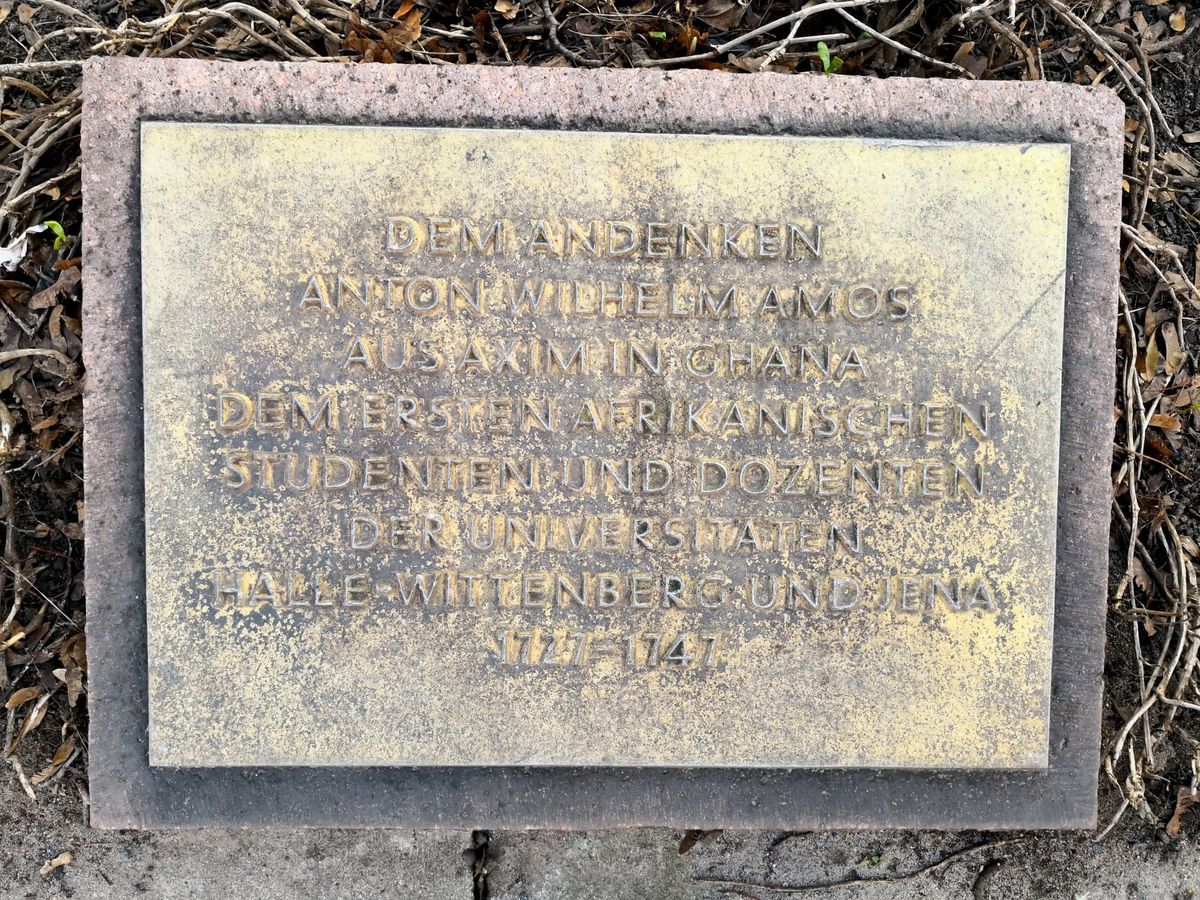 DEM ANDENKEN
ANTON WILHELM AMOS
AUS AXIM IN GHANA
DEM ERSTEN AFRIKANISCHEN
STUDENTEN UND DOZENTEN
DER UNIVERSITÄTEN
HALLE-WITTENBERG UND JENA
1727-1747